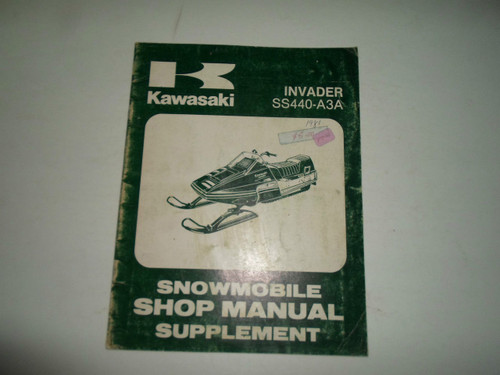 Kawasaki
INVADER
SS440-A3A
SNOWMOBILE
SHOP MANUAL
SUPPLEMENT